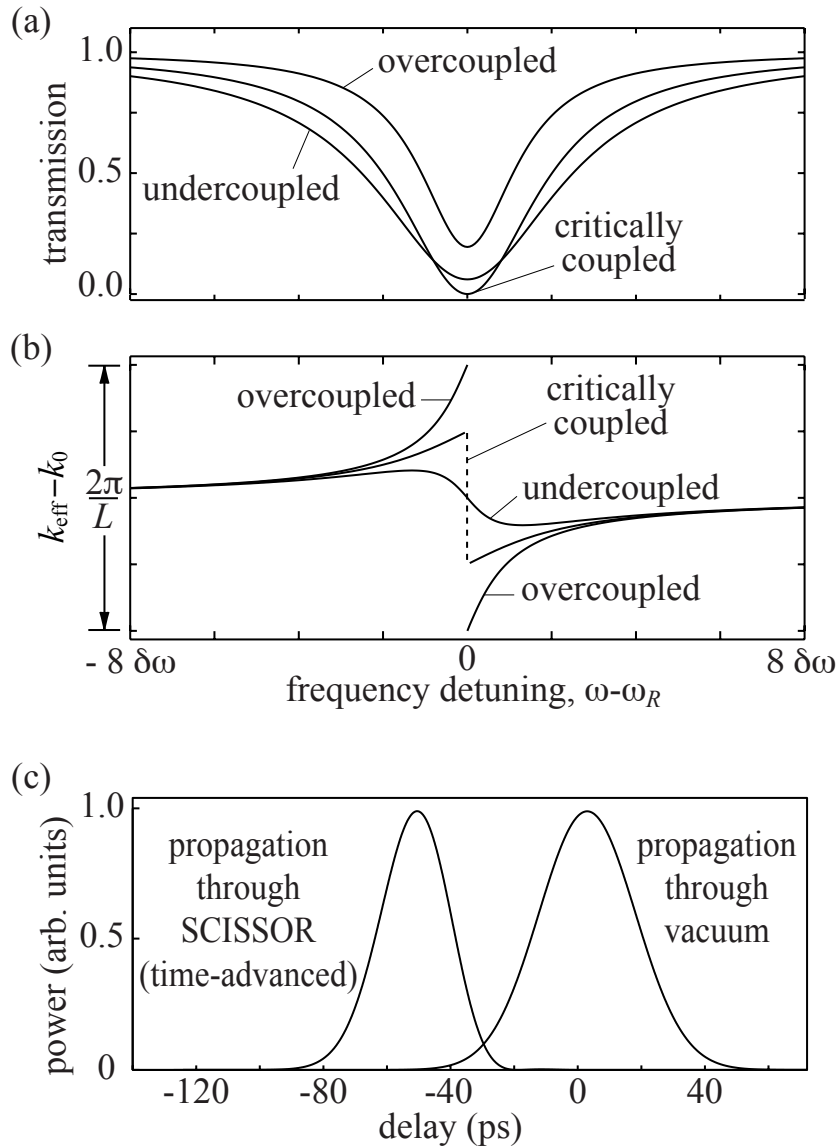 (a)
1.0
0.5
0.0
transmission
overcoupled
undercoupled
critically
coupled
(b)
k_eff – k_0
2π
L
overcoupled
critically
coupled
undercoupled
overcoupled
- 8 δω
0
8 δω
frequency detuning, ω-ω_R
(c)
1.0
0.5
0
power (arb. units)
propagation
through
SCISSOR
(time-advanced)
propagation
through
vacuum
-120
-80
-40
0
40
delay (ps)